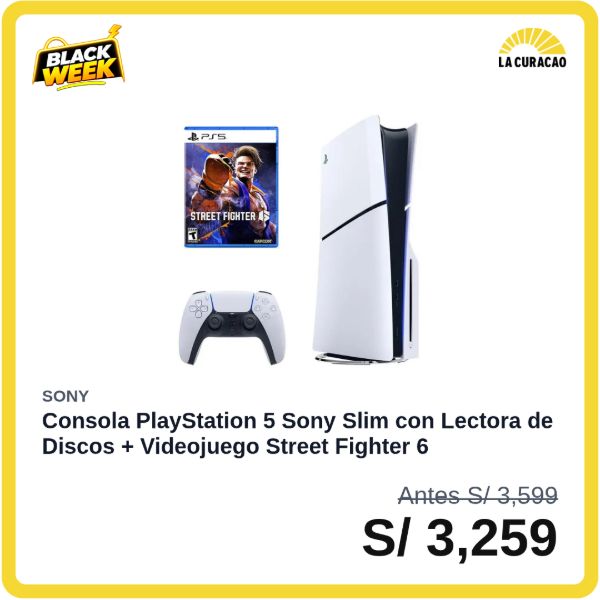 BLACK
WEEK
LA CURACAO
PS5
STREET FIGHTER 6
CAPCOM
SONY
Consola PlayStation 5 Sony Slim con Lectora de
Discos + Videojuego Street Fighter 6
Antes S/ 3,599
S/ 3,259